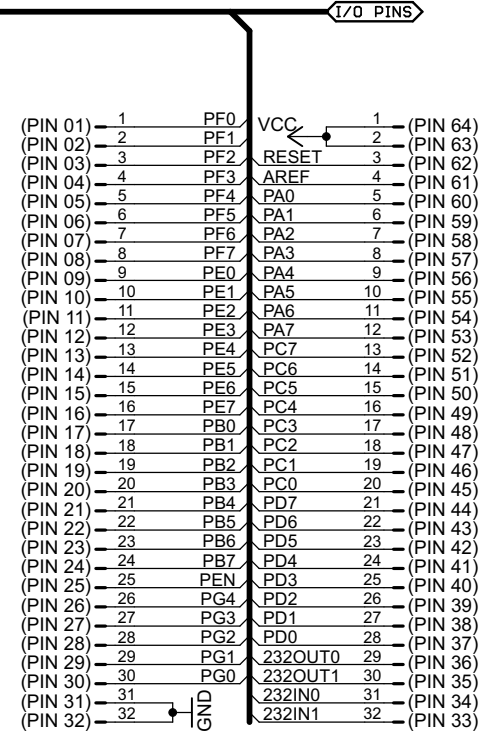 I/O PINS
(PIN 01) 1 PF0 VCC 1 (PIN 64)
(PIN 02) 2 PF1 2 (PIN 63)
(PIN 03) 3 PF2 RESET 3 (PIN 62)
(PIN 04) 4 PF3 AREF 4 (PIN 61)
(PIN 05) 5 PF4 PA0 5 (PIN 60)
(PIN 06) 6 PF5 PA1 6 (PIN 59)
(PIN 07) 7 PF6 PA2 7 (PIN 58)
(PIN 08) 8 PF7 PA3 8 (PIN 57)
(PIN 09) 9 PE0 PA4 9 (PIN 56)
(PIN 10) 10 PE1 PA5 10 (PIN 55)
(PIN 11) 11 PE2 PA6 11 (PIN 54)
(PIN 12) 12 PE3 PA7 12 (PIN 53)
(PIN 13) 13 PE4 PC7 13 (PIN 52)
(PIN 14) 14 PE5 PC6 14 (PIN 51)
(PIN 15) 15 PE6 PC5 15 (PIN 50)
(PIN 16) 16 PE7 PC4 16 (PIN 49)
(PIN 17) 17 PB0 PC3 17 (PIN 48)
(PIN 18) 18 PB1 PC2 18 (PIN 47)
(PIN 19) 19 PB2 PC1 19 (PIN 46)
(PIN 20) 20 PB3 PC0 20 (PIN 45)
(PIN 21) 21 PB4 PD7 21 (PIN 44)
(PIN 22) 22 PB5 PD6 22 (PIN 43)
(PIN 23) 23 PB6 PD5 23 (PIN 42)
(PIN 24) 24 PB7 PD4 24 (PIN 41)
(PIN 25) 25 PEN PD3 25 (PIN 40)
(PIN 26) 26 PG4 PD2 26 (PIN 39)
(PIN 27) 27 PG3 PD1 27 (PIN 38)
(PIN 28) 28 PG2 PD0 28 (PIN 37)
(PIN 29) 29 PG1 232OUT0 29 (PIN 36)
(PIN 30) 30 PG0 232OUT1 30 (PIN 35)
(PIN 31) 31 GND 232IN0 31 (PIN 34)
(PIN 32) 32 232IN1 32 (PIN 33)